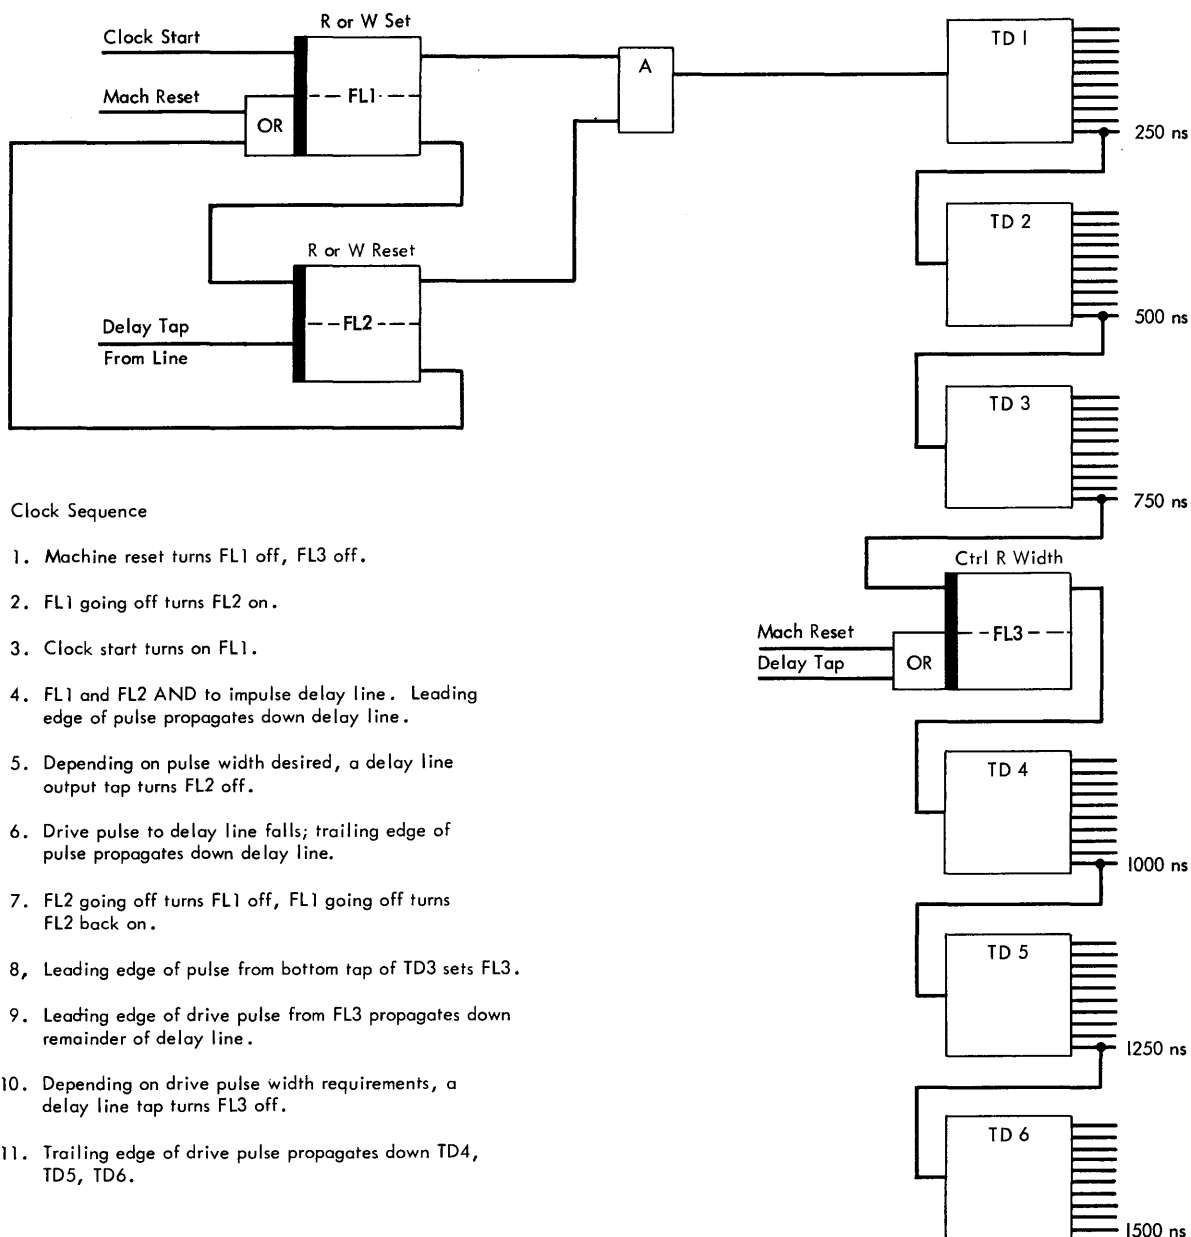 R or W Set
Clock Start
FL1
Mach Reset
OR
A
TD 1
250 ns
TD 2
R or W Reset
500 ns
Delay Tap
From Line
FL2
TD 3
750 ns
Clock Sequence
1. Machine reset turns FL1 off, FL3 off.
2. FL1 going off turns FL2 on.
3. Clock start turns on FL1.
4. FL1 and FL2 AND to impulse delay line. Leading
edge of pulse propagates down delay line.
5. Depending on pulse width desired, a delay line
output tap turns FL2 off.
6. Drive pulse to delay line falls; trailing edge of
pulse propagates down delay line.
7. FL2 going off turns FL1 off, FL1 going off turns
FL2 back on.
8, Leading edge of pulse from bottom tap of TD3 sets FL3.
9. Leading edge of drive pulse from FL3 propagates down
remainder of delay line.
10. Depending on drive pulse width requirements, a
delay line tap turns FL3 off.
11. Trailing edge of drive pulse propagates down TD4,
TD5, TD6.
Ctrl R Width
Mach Reset
Delay Tap
OR
FL3
TD 4
1000 ns
TD 5
1250 ns
TD 6
1500 ns